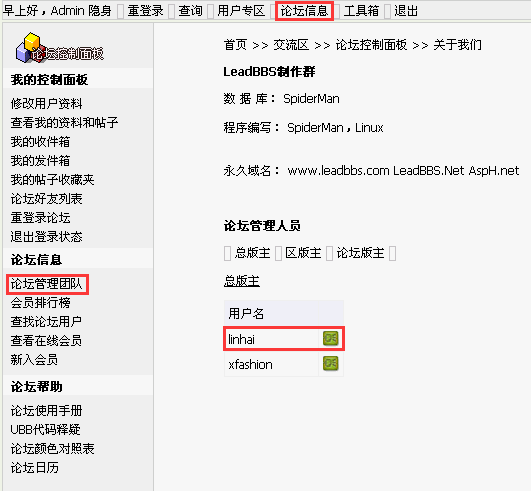 早上好，Admin 隐身 重登录 查询 用户专区 论坛信息 工具箱 退出
论坛控制面板
首页 >> 交流区 >> 论坛控制面板 >> 关于我们
LeadBBS制作群
数 据 库： SpiderMan
程序编写： SpiderMan，Linux
永久域名： www.leadbbs.com LeadBBS.Net AspH.net
论坛管理人员
总版主 区版主 论坛版主
总版主
用户名
linhai
xfashion
我的控制面板
修改用户资料
查看我的资料和帖子
我的收件箱
我的发件箱
我的帖子收藏夹
论坛好友列表
重登录论坛
退出登录状态
论坛信息
论坛管理团队
会员排行榜
查找论坛用户
查看在线会员
新入会员
论坛帮助
论坛使用手册
UBB代码释疑
论坛颜色对照表
论坛日历